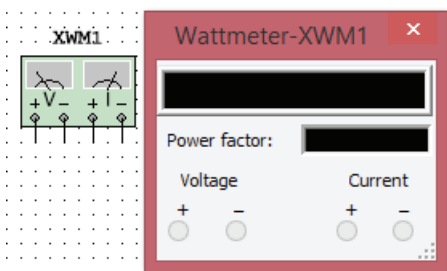 XWM1
+ V - + I -
Wattmeter-XWM1 ×
Power factor:
Voltage Current
+ - + -